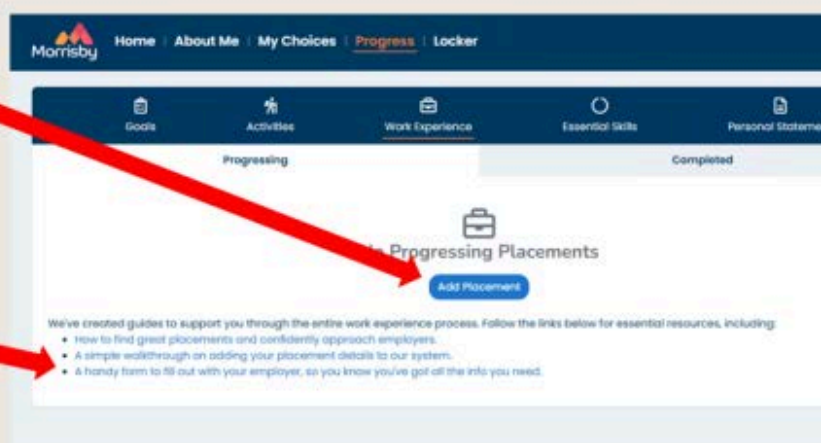 Morrisby
Home About Me My Choices Progress Locker
Goals Activities Work Experience Essential Skills Personal Stateme
Progressing Completed
Progressing Placements
Add Placement
We've created guides to support you through the entire work experience process. Follow the links below for essential resources, including:
How to find great placements and confidently approach employers.
A simple walkthrough on adding your placement details to our system.
A handy form to fill out with your employer, so you know you've got all the info you need.